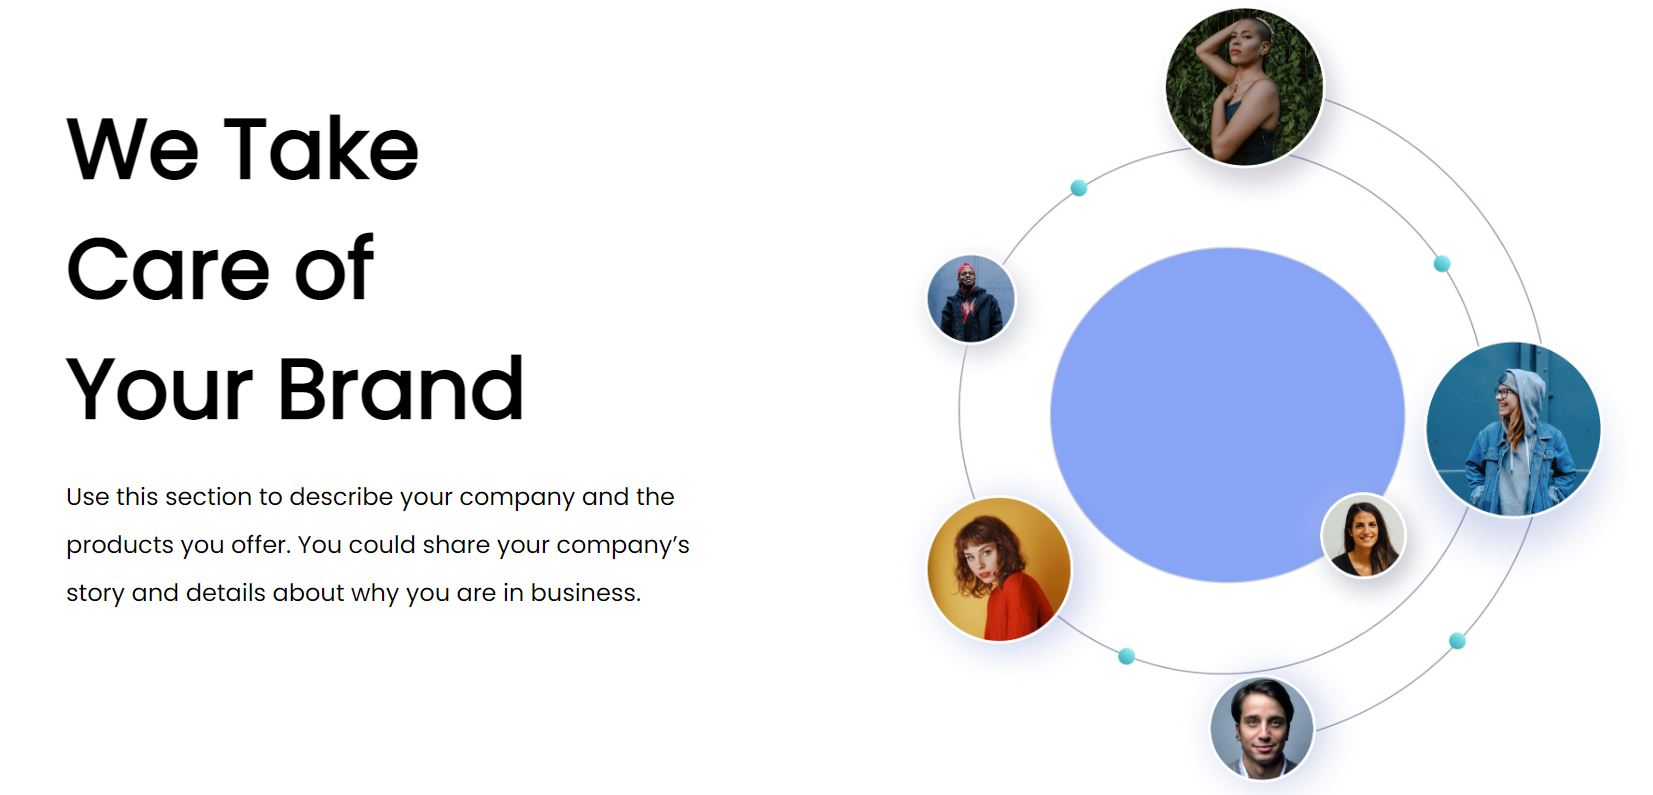 We Take
Care of
Your Brand
Use this section to describe your company and the
products you offer. You could share your company’s
story and details about why you are in business.